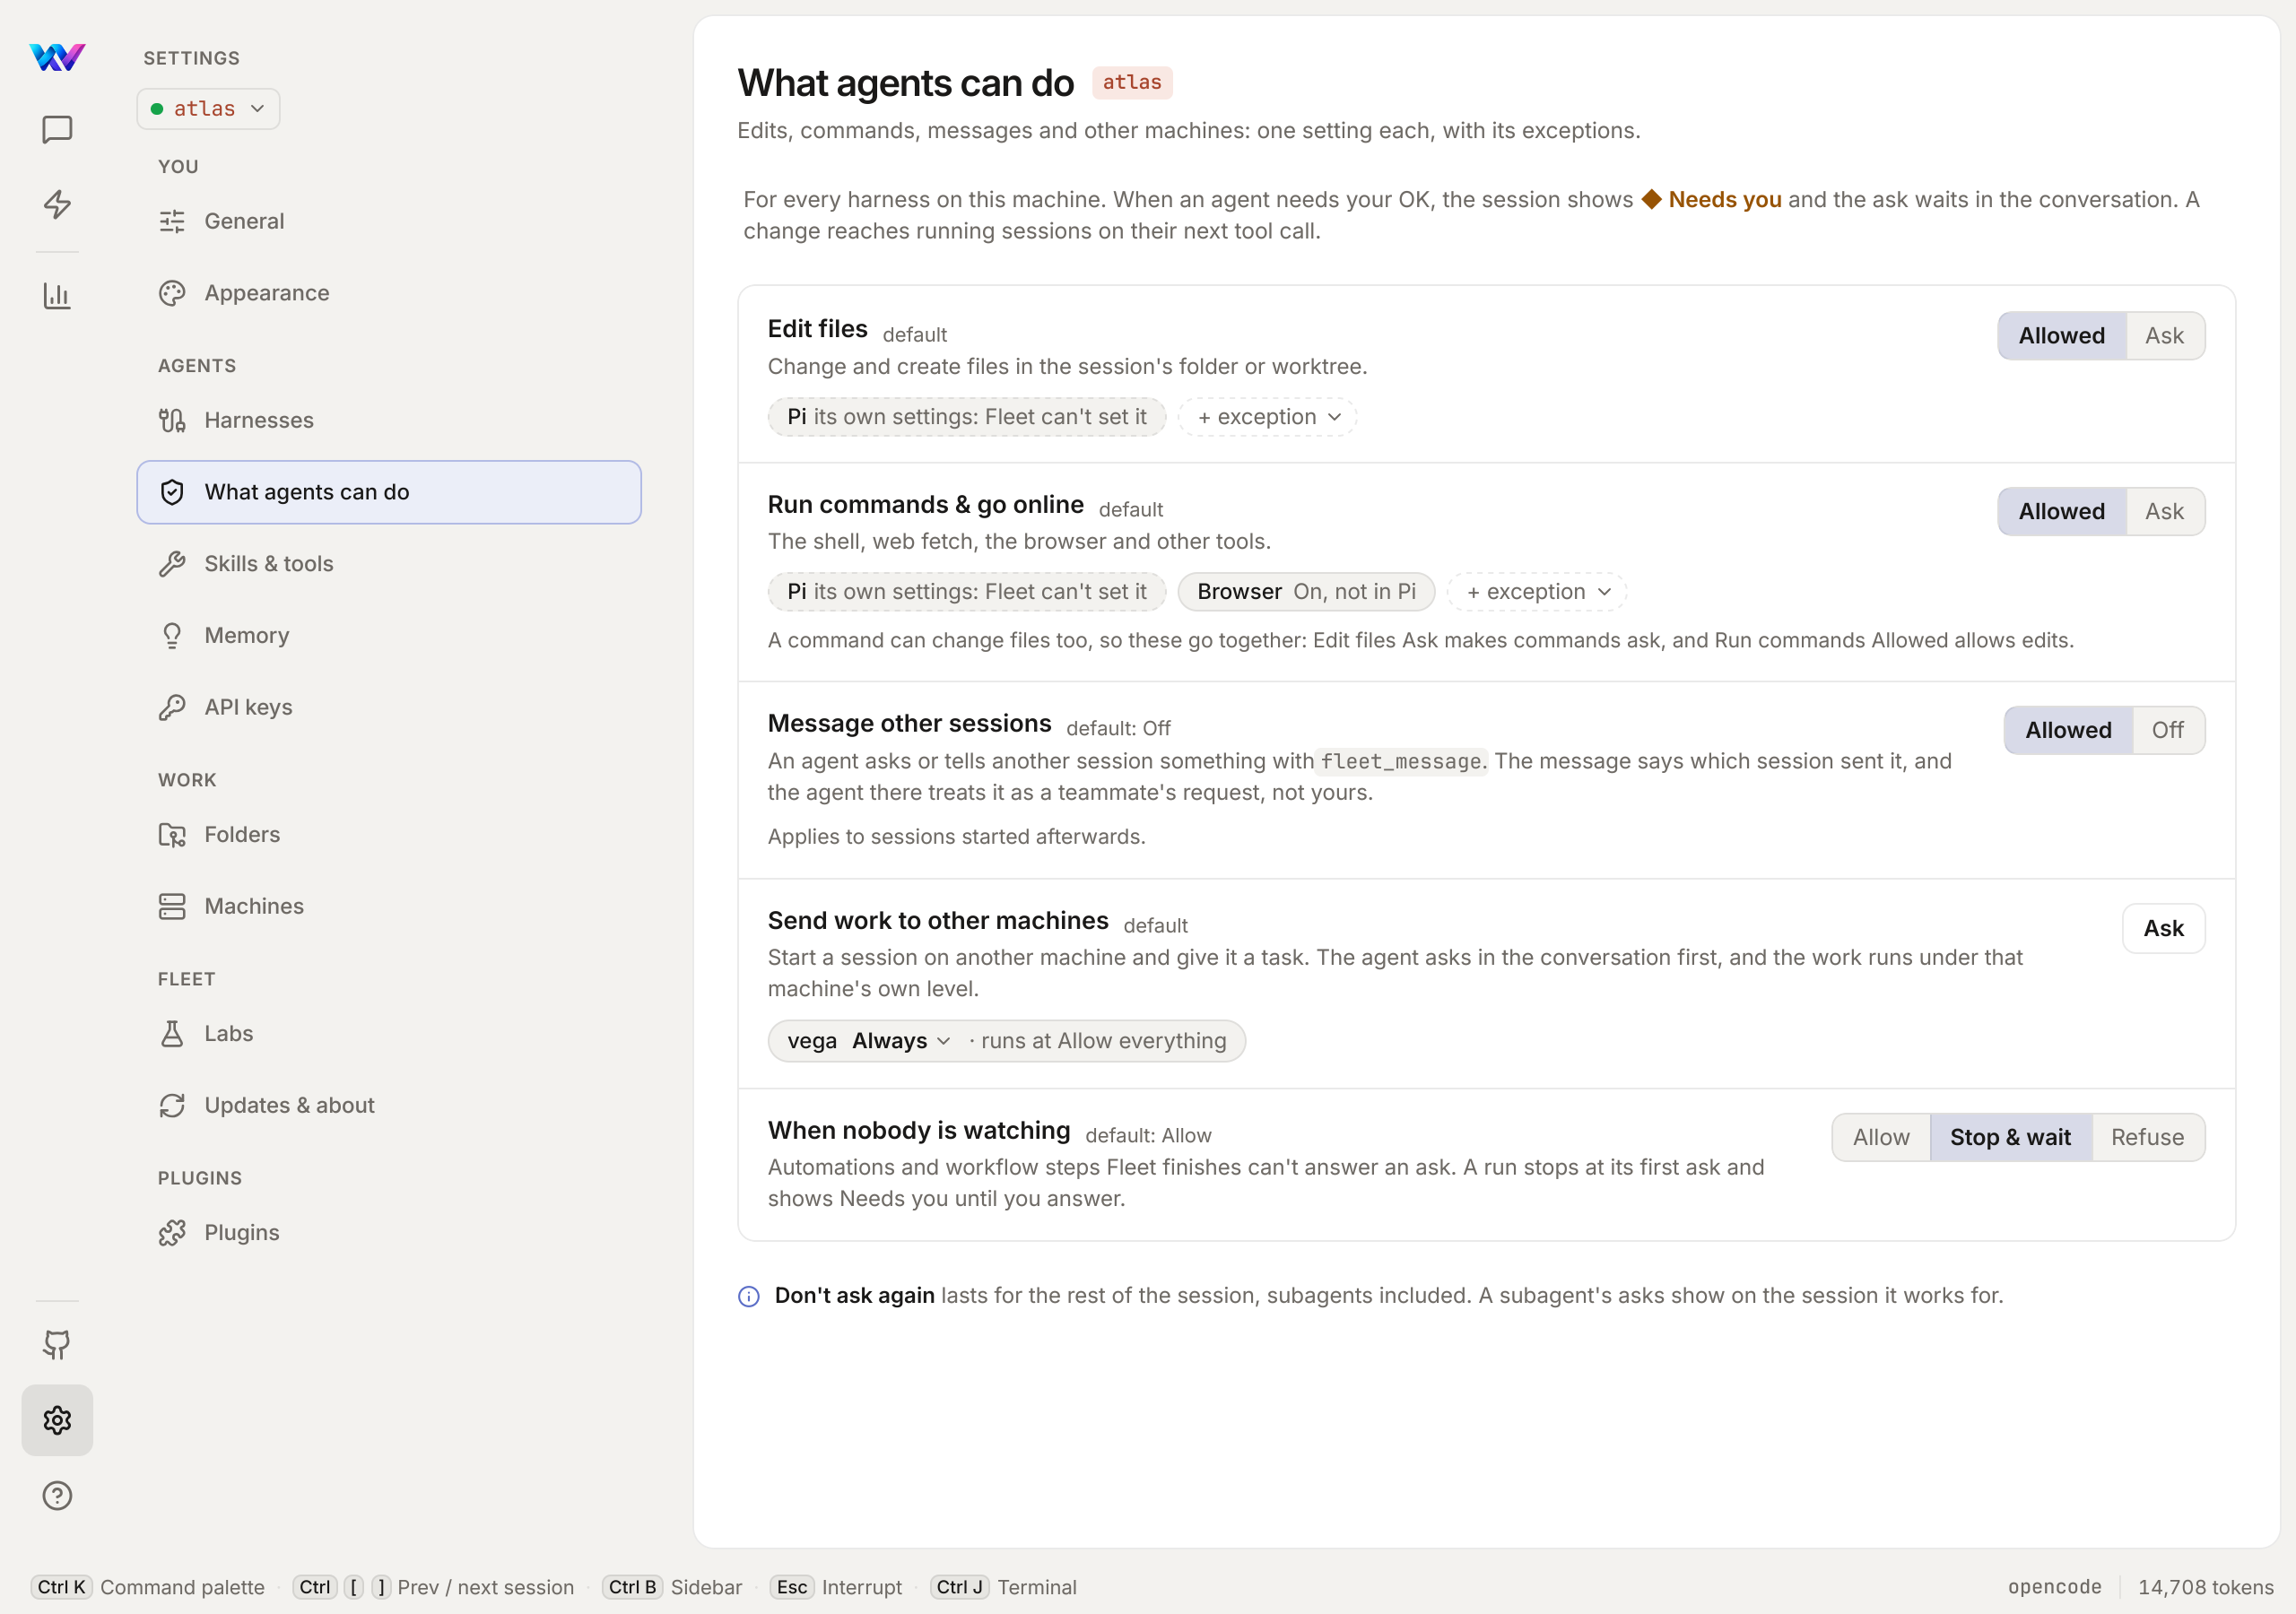 SETTINGS
atlas
YOU
General
Appearance
AGENTS
Harnesses
What agents can do
Skills & tools
Memory
API keys
WORK
Folders
Machines
FLEET
Labs
Updates & about
PLUGINS
Plugins
What agents can do atlas
Edits, commands, messages and other machines: one setting each, with its exceptions.
For every harness on this machine. When an agent needs your OK, the session shows ◆ Needs you and the ask waits in the conversation. A
change reaches running sessions on their next tool call.
Edit files default
Allowed Ask
Change and create files in the session's folder or worktree.
Pi its own settings: Fleet can't set it + exception
Run commands & go online default
Allowed Ask
The shell, web fetch, the browser and other tools.
Pi its own settings: Fleet can't set it Browser On, not in Pi + exception
A command can change files too, so these go together: Edit files Ask makes commands ask, and Run commands Allowed allows edits.
Message other sessions default: Off
Allowed Off
An agent asks or tells another session something with fleet_message. The message says which session sent it, and
the agent there treats it as a teammate's request, not yours.
Applies to sessions started afterwards.
Send work to other machines default
Ask
Start a session on another machine and give it a task. The agent asks in the conversation first, and the work runs under that
machine's own level.
vega Always · runs at Allow everything
When nobody is watching default: Allow
Allow Stop & wait Refuse
Automations and workflow steps Fleet finishes can't answer an ask. A run stops at its first ask and
shows Needs you until you answer.
Don't ask again lasts for the rest of the session, subagents included. A subagent's asks show on the session it works for.
Ctrl K Command palette · Ctrl [ ] Prev / next session · Ctrl B Sidebar · Esc Interrupt · Ctrl J Terminal
opencode 14,708 tokens